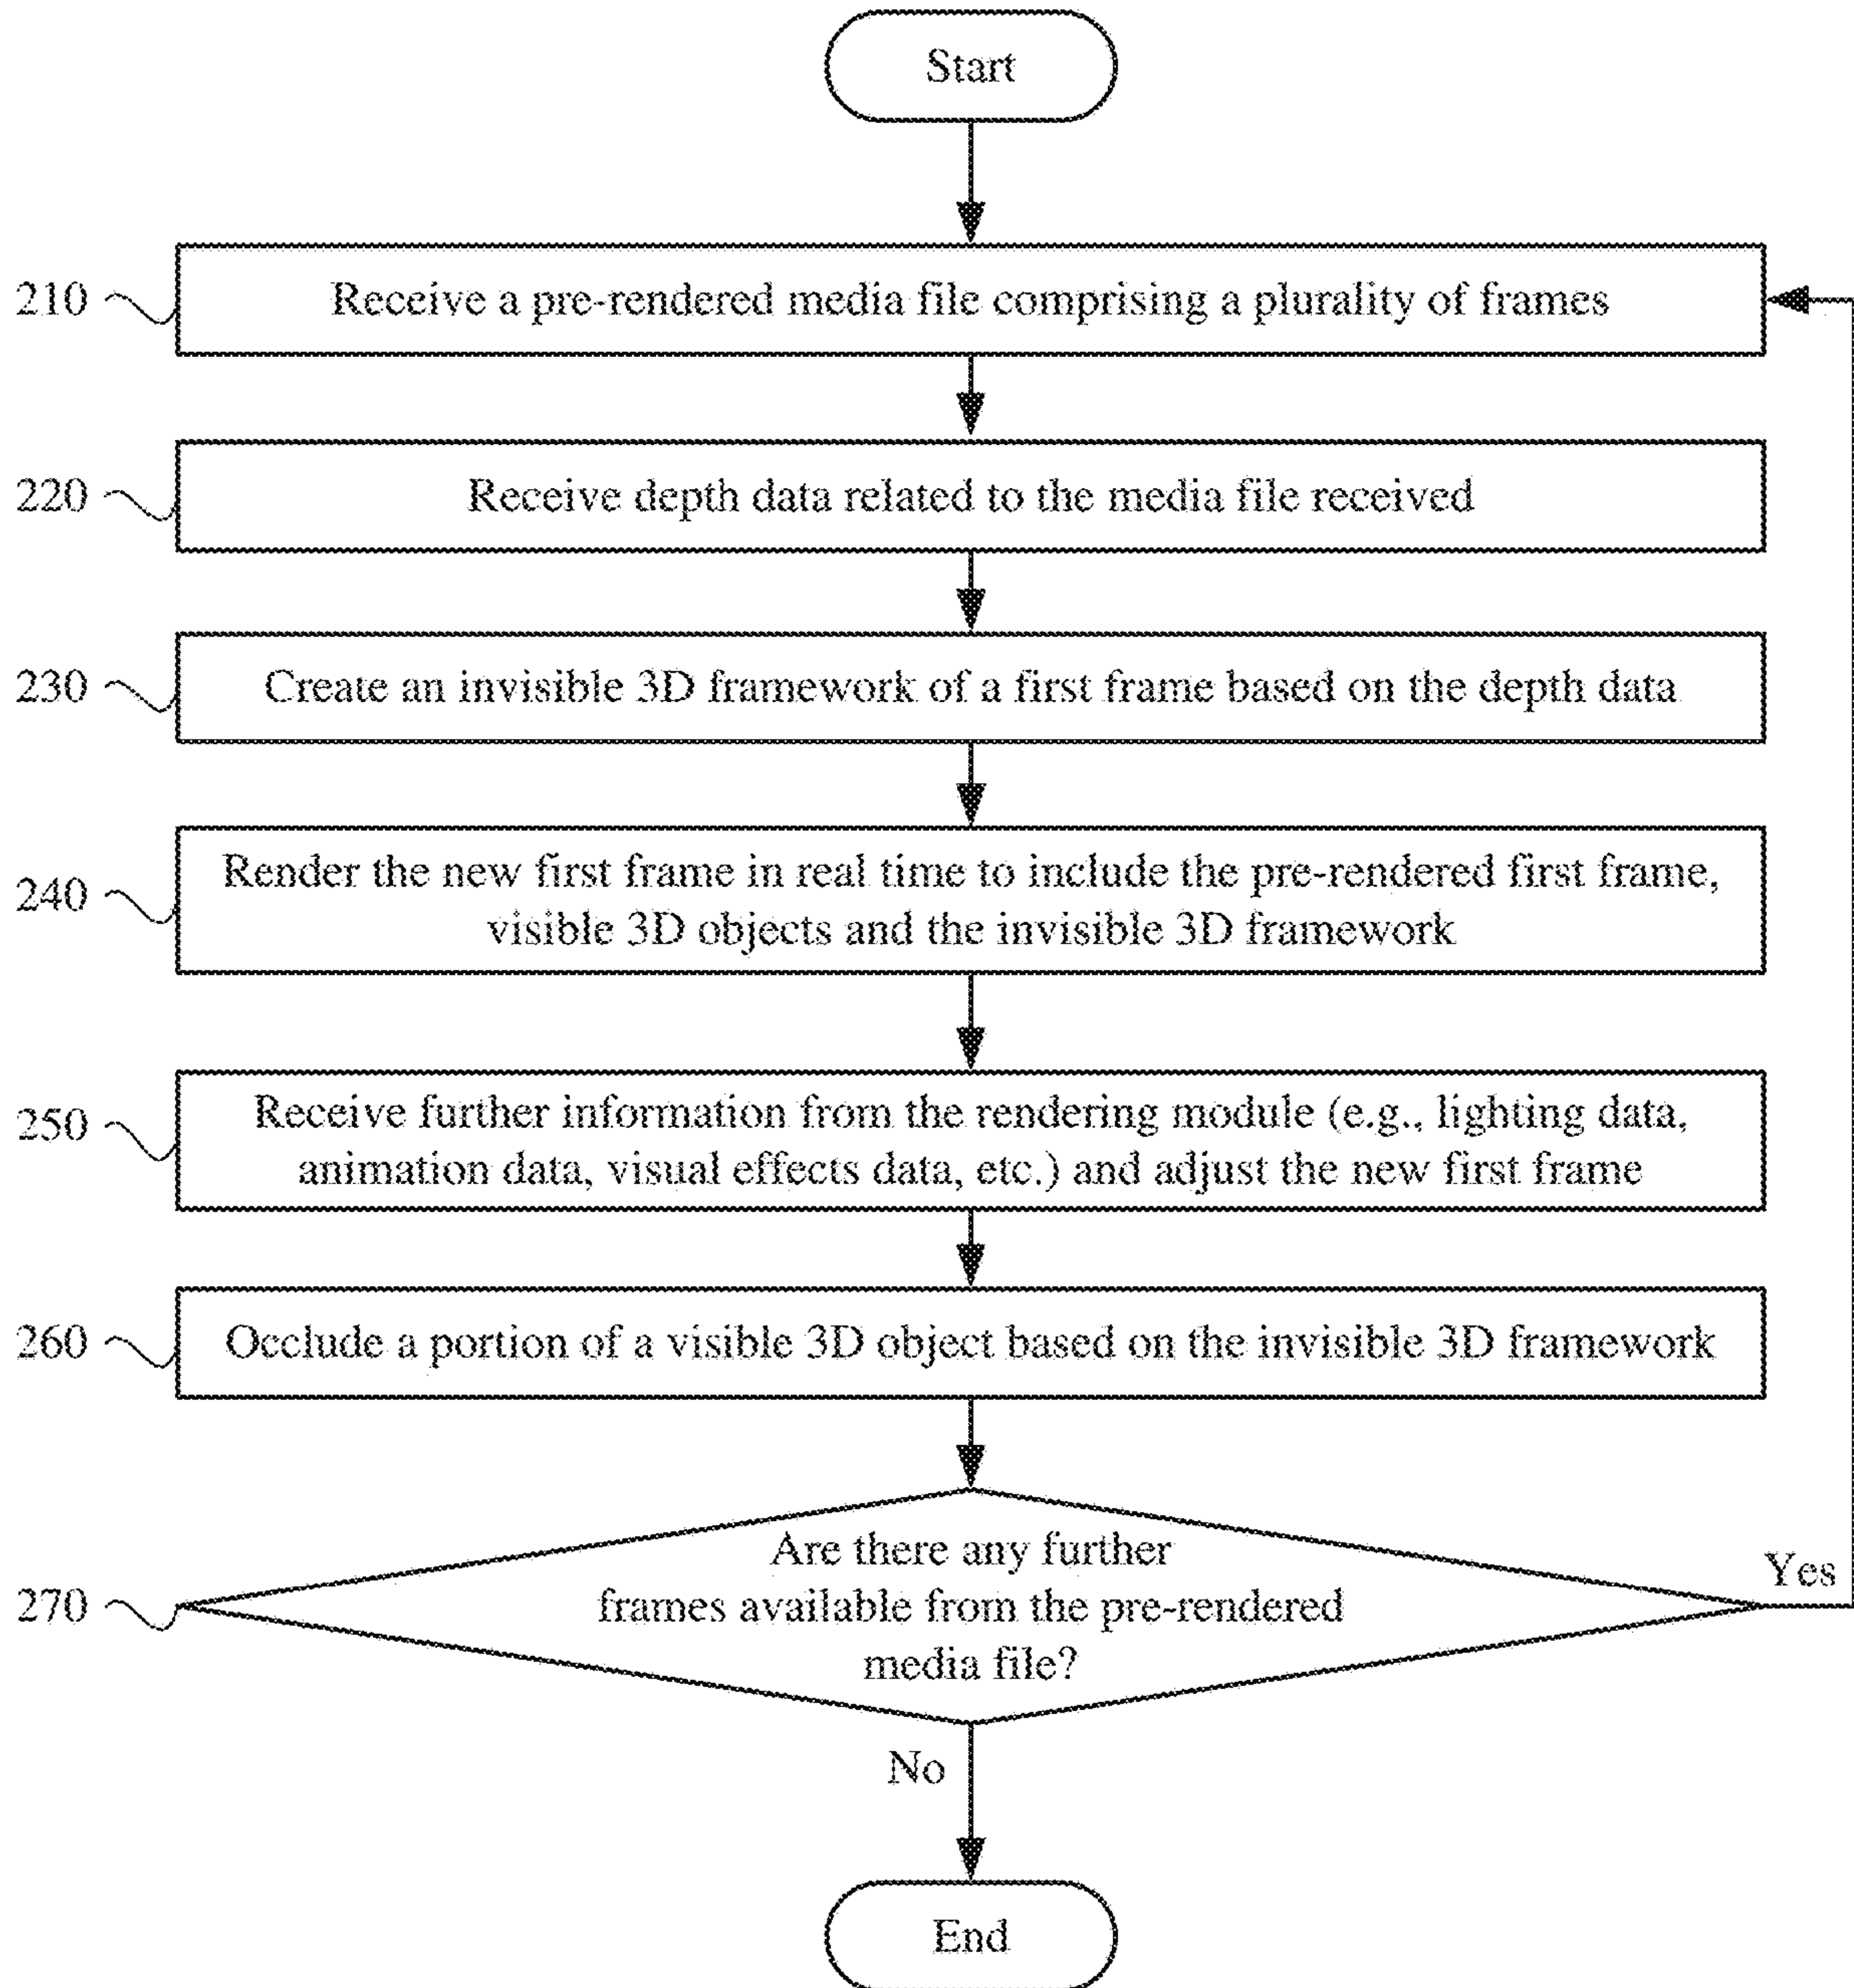 Start
210
Receive a pre-rendered media file comprising a plurality of frames
220
Receive depth data related to the media file received
230
Create an invisible 3D framework of a first frame based on the depth data
240
Render the new first frame in real time to include the pre-rendered first frame,
visible 3D objects and the invisible 3D framework
250
Receive further information from the rendering module (e.g., lighting data,
animation data, visual effects data, etc.) and adjust the new first frame
260
Occlude a portion of a visible 3D object based on the invisible 3D framework
270
Are there any further
frames available from the pre-rendered
media file?
Yes
No
End